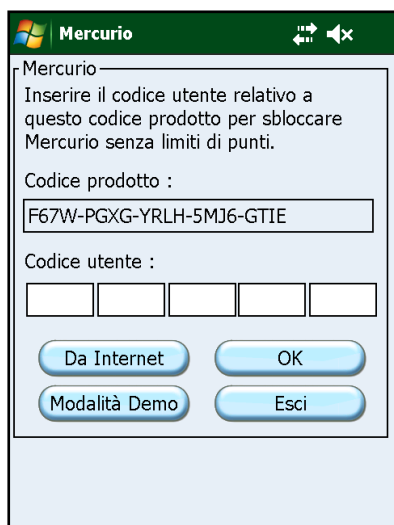 Mercurio
Mercurio
Inserire il codice utente relativo a
questo codice prodotto per sbloccare
Mercurio senza limiti di punti.
Codice prodotto :
F67W-PGXG-YRLH-5MJ6-GTIE
Codice utente :
Da Internet
OK
Modalità Demo
Esci